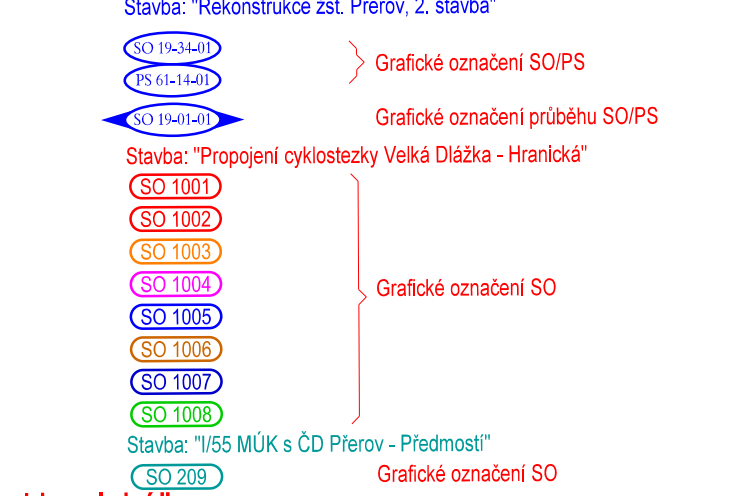 Stavba: "Rekonstrukce žst. Přerov, 2. stavba"
SO 19-34-01
PS 61-14-01
Grafické označení SO/PS
SO 19-01-01 Grafické označení průběhu SO/PS
Stavba: "Propojení cyklostezky Velká Dlážka - Hranická"
SO 1001
SO 1002
SO 1003
SO 1004
Grafické označení SO
SO 1005
SO 1006
SO 1007
SO 1008
Stavba: "I/55 MÚK s ČD Přerov - Předmostí"
SO 209 Grafické označení SO